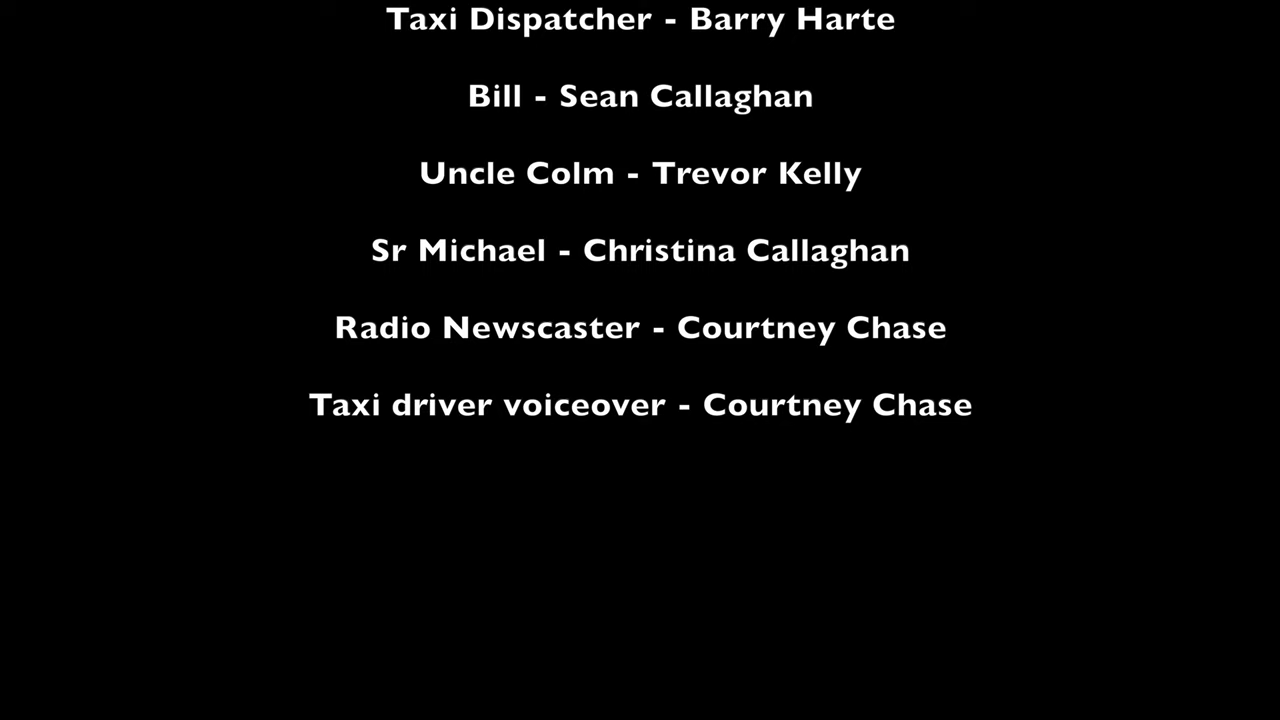 Taxi Dispatcher - Barry Harte
Bill - Sean Callaghan
Uncle Colm - Trevor Kelly
Sr Michael - Christina Callaghan
Radio Newscaster - Courtney Chase
Taxi driver voiceover - Courtney Chase